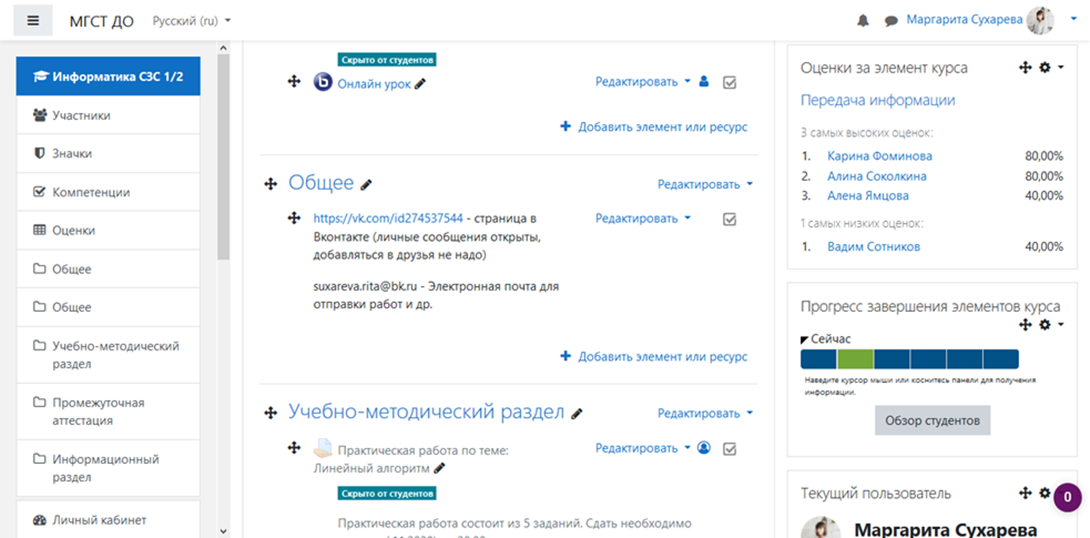 МГСТ ДО
Русский (ru)
Маргарита Сухарева
Информатика СЗС 1/2
Участники
Значки
Компетенции
Оценки
Общее
Общее
Учебно-методический
раздел
Промежуточная
аттестация
Информационный
раздел
Личный кабинет
Скрыто от студентов
Онлайн урок
Редактировать
Добавить элемент или ресурс
Общее
Редактировать
https://vk.com/id274537544 - страница в
Вконтакте (личные сообщения открыты,
добавляться в друзья не надо)
Редактировать
suxareva.rita@bk.ru - Электронная почта для
отправки работ и др.
Добавить элемент или ресурс
Учебно-методический раздел
Редактировать
Практическая работа по теме:
Линейный алгоритм
Редактировать
Скрыто от студентов
Практическая работа состоит из 5 заданий. Сдать необходимо
Оценки за элемент курса
Передача информации
3 самых высоких оценок:
1. Карина Фоминова 80,00%
2. Алина Соколкина 80,00%
3. Алена Ямцова 40,00%
1 самых низких оценок:
1. Вадим Сотников 40,00%
Прогресс завершения элементов курса
Сейчас
Наведите курсор мыши или коснитесь панели для получения
информации.
Обзор студентов
Текущий пользователь
0
Маргарита Сухарева